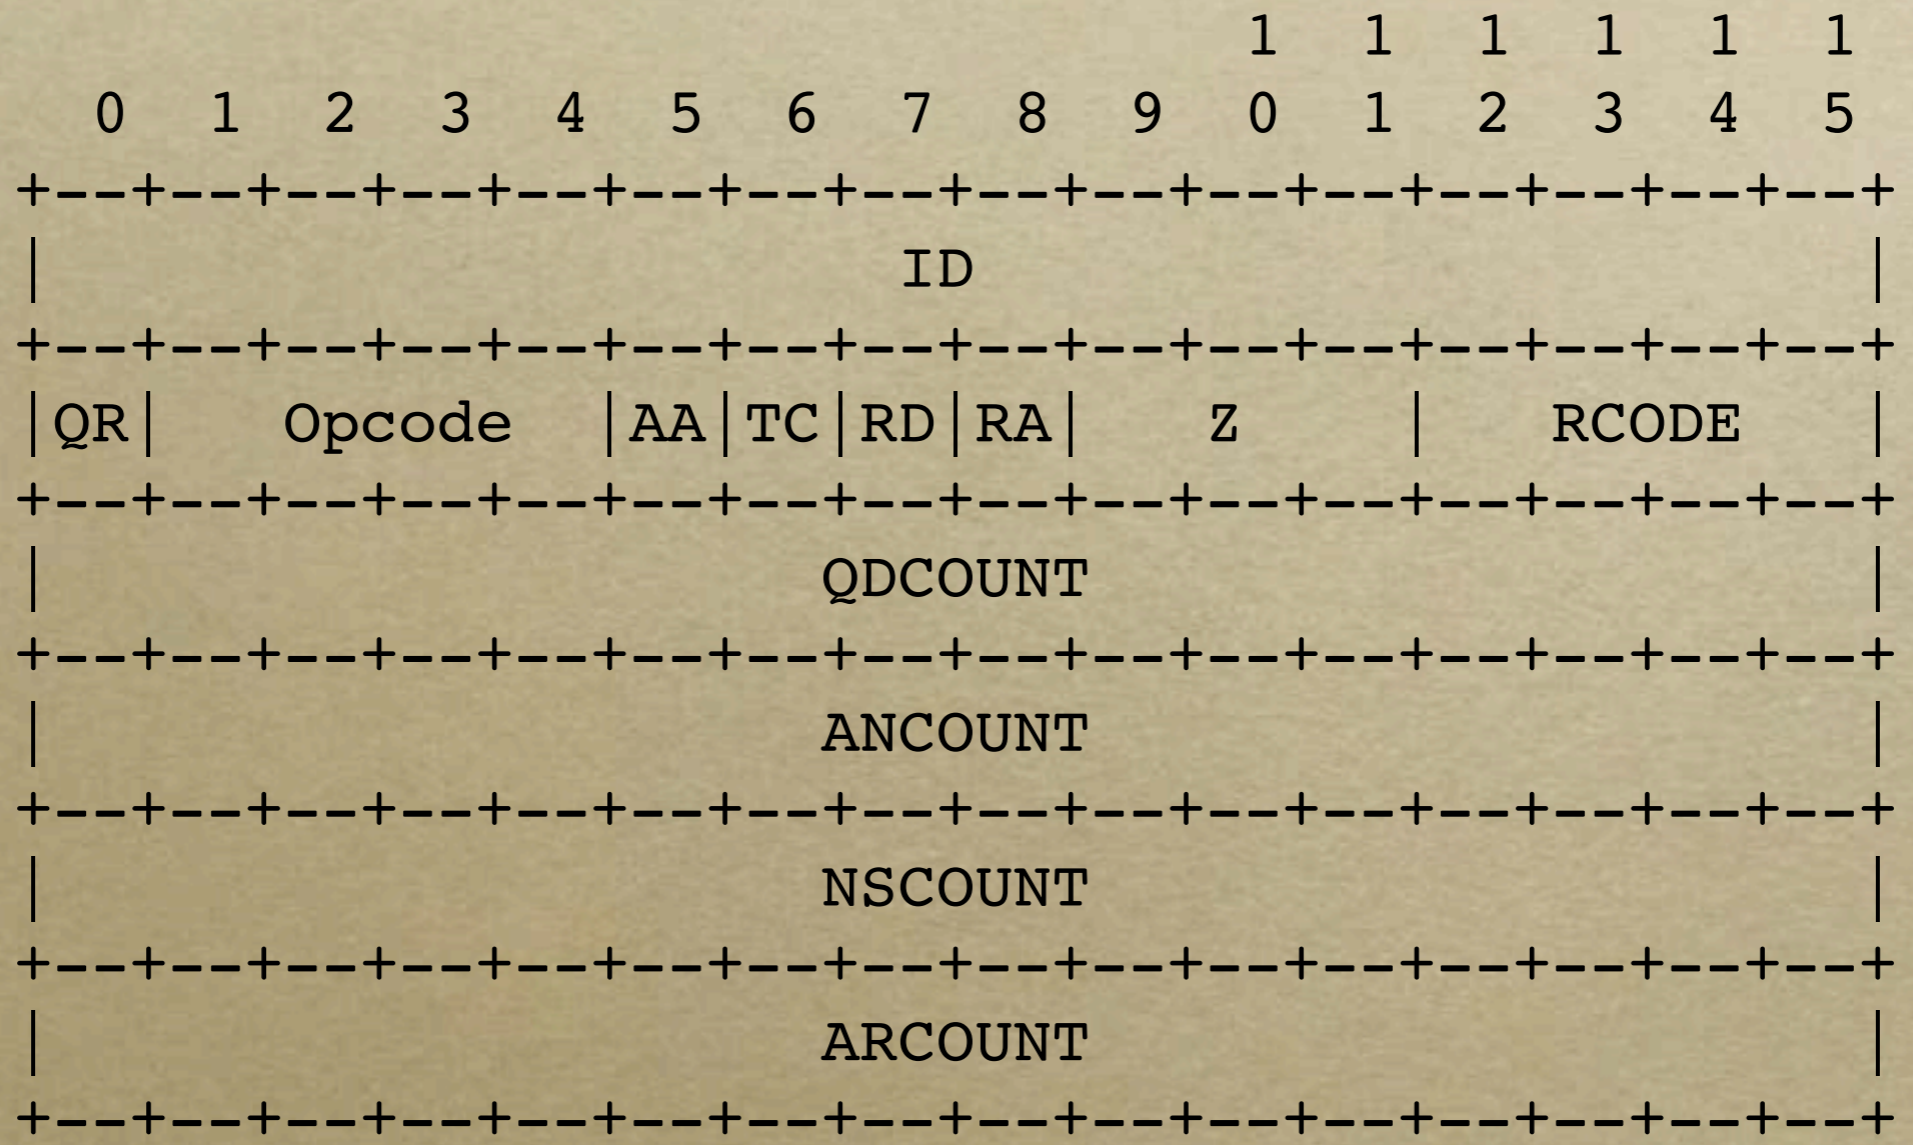 1  1  1  1  1  1
  0  1  2  3  4  5  6  7  8  9  0  1  2  3  4  5
+--+--+--+--+--+--+--+--+--+--+--+--+--+--+--+--+
|                      ID                       |
+--+--+--+--+--+--+--+--+--+--+--+--+--+--+--+--+
|QR|   Opcode  |AA|TC|RD|RA|   Z    |   RCODE   |
+--+--+--+--+--+--+--+--+--+--+--+--+--+--+--+--+
|                    QDCOUNT                    |
+--+--+--+--+--+--+--+--+--+--+--+--+--+--+--+--+
|                    ANCOUNT                    |
+--+--+--+--+--+--+--+--+--+--+--+--+--+--+--+--+
|                    NSCOUNT                    |
+--+--+--+--+--+--+--+--+--+--+--+--+--+--+--+--+
|                    ARCOUNT                    |
+--+--+--+--+--+--+--+--+--+--+--+--+--+--+--+--+